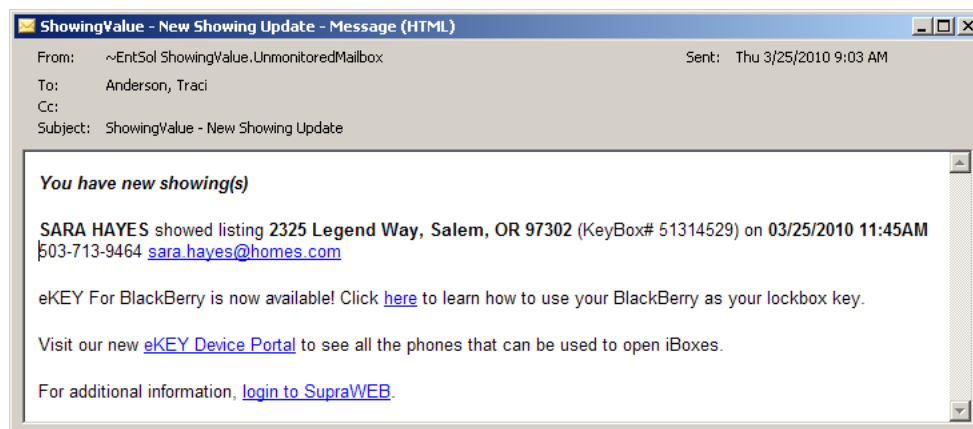 ShowingValue - New Showing Update - Message (HTML)
From: ~EntSol ShowingValue.UnmonitoredMailbox Sent: Thu 3/25/2010 9:03 AM
To: Anderson, Traci
Cc:
Subject: ShowingValue - New Showing Update
You have new showing(s)
SARA HAYES showed listing 2325 Legend Way, Salem, OR 97302 (KeyBox# 51314529) on 03/25/2010 11:45AM
503-713-9464 sara.hayes@homes.com
eKEY For BlackBerry is now available! Click here to learn how to use your BlackBerry as your lockbox key.
Visit our new eKEY Device Portal to see all the phones that can be used to open iBoxes.
For additional information, login to SupraWEB.